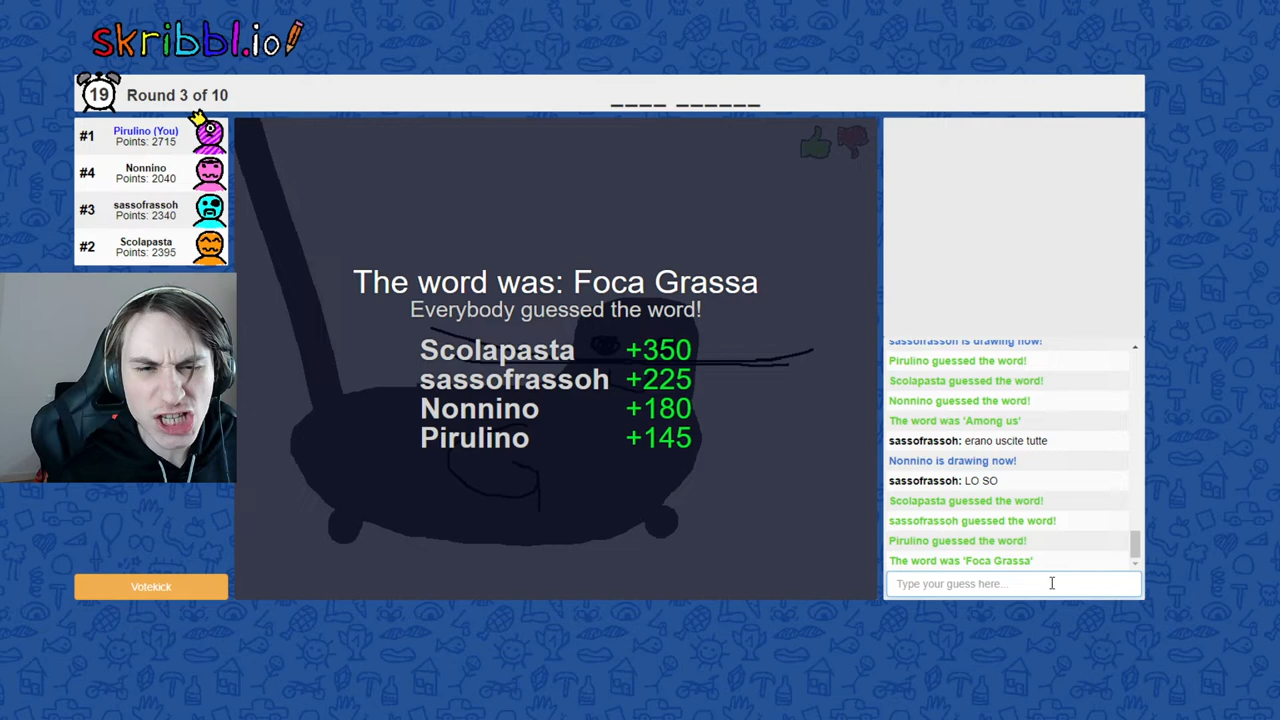 skribbl.io
19
Round 3 of 10
____ ______
#1
Pirulino (You)
Points: 2715
#4
Nonnino
Points: 2040
#3
sassofrassoh
Points: 2340
#2
Scolapasta
Points: 2395
Votekick
The word was: Foca Grassa
Everybody guessed the word!
Scolapasta +350
sassofrassoh +225
Nonnino +180
Pirulino +145
sassofrassoh is drawing now!
Pirulino guessed the word!
Scolapasta guessed the word!
Nonnino guessed the word!
The word was 'Among us'
sassofrassoh: erano uscite tutte
Nonnino is drawing now!
sassofrassoh: LO SO
Scolapasta guessed the word!
sassofrassoh guessed the word!
Pirulino guessed the word!
The word was 'Foca Grassa'
Type your guess here...